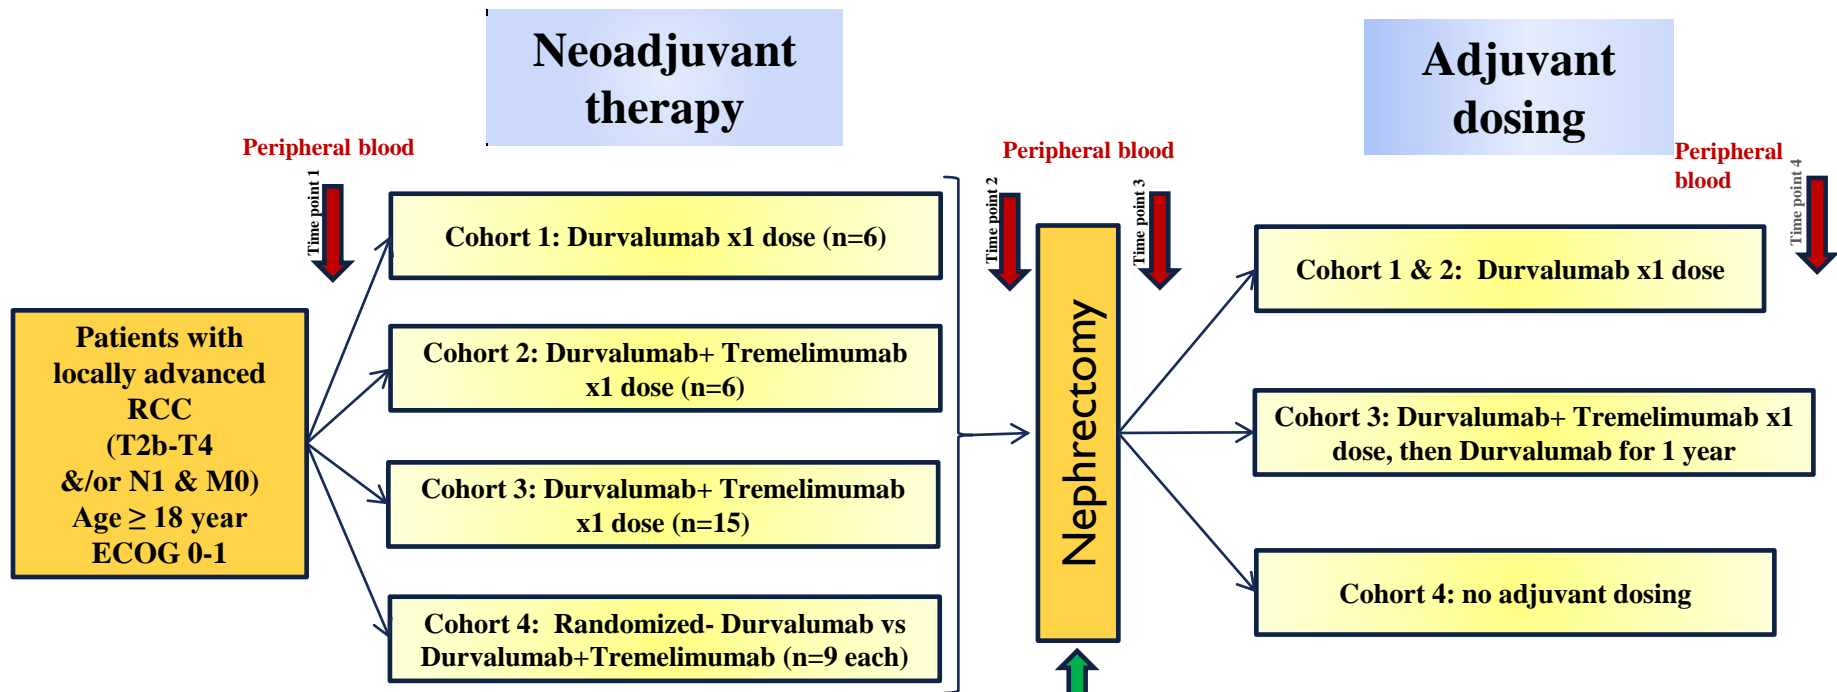 Neoadjuvant
therapy
Adjuvant
dosing
Peripheral blood
Time point 1
Peripheral blood
Time point 2
Time point 3
Peripheral
blood
Time point 4
Patients with
locally advanced
RCC
(T2b-T4
&/or N1 & M0)
Age ≥ 18 year
ECOG 0-1
Cohort 1: Durvalumab x1 dose (n=6)
Cohort 2: Durvalumab+ Tremelimumab
x1 dose (n=6)
Cohort 3: Durvalumab+ Tremelimumab
x1 dose (n=15)
Cohort 4: Randomized- Durvalumab vs
Durvalumab+Tremelimumab (n=9 each)
Nephrectomy
Cohort 1 & 2: Durvalumab x1 dose
Cohort 3: Durvalumab+ Tremelimumab x1
dose, then Durvalumab for 1 year
Cohort 4: no adjuvant dosing